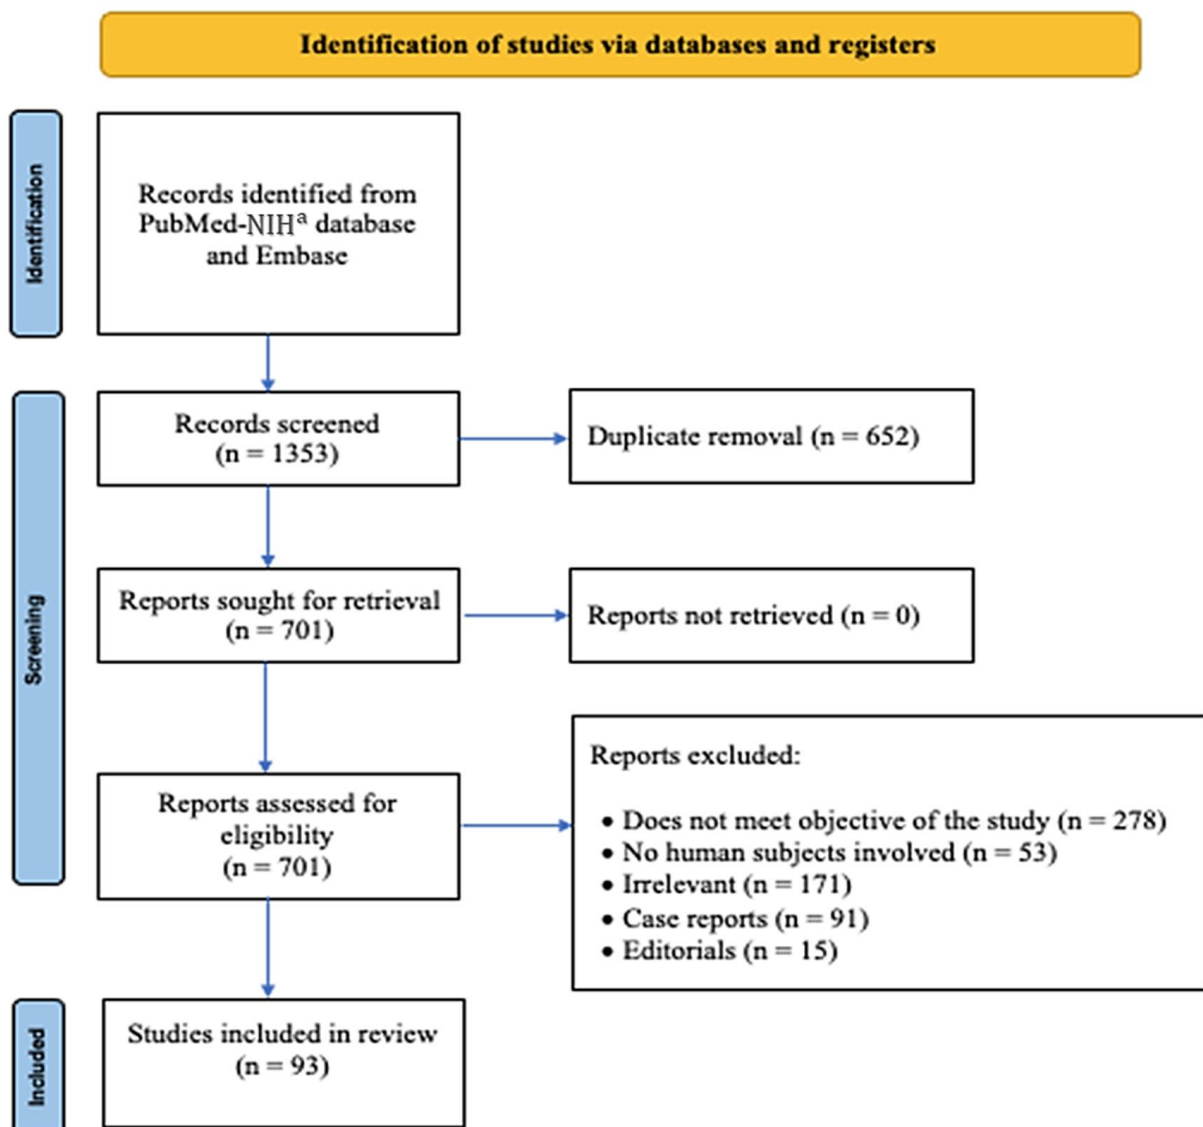 Identification of studies via databases and registers
Identification
Records identified from
PubMed-NIHᵃ database
and Embase
Screening
Records screened
(n = 1353)
Duplicate removal (n = 652)
Reports sought for retrieval
(n = 701)
Reports not retrieved (n = 0)
Reports assessed for
eligibility
(n = 701)
Reports excluded:
• Does not meet objective of the study (n = 278)
• No human subjects involved (n = 53)
• Irrelevant (n = 171)
• Case reports (n = 91)
• Editorials (n = 15)
Included
Studies included in review
(n = 93)